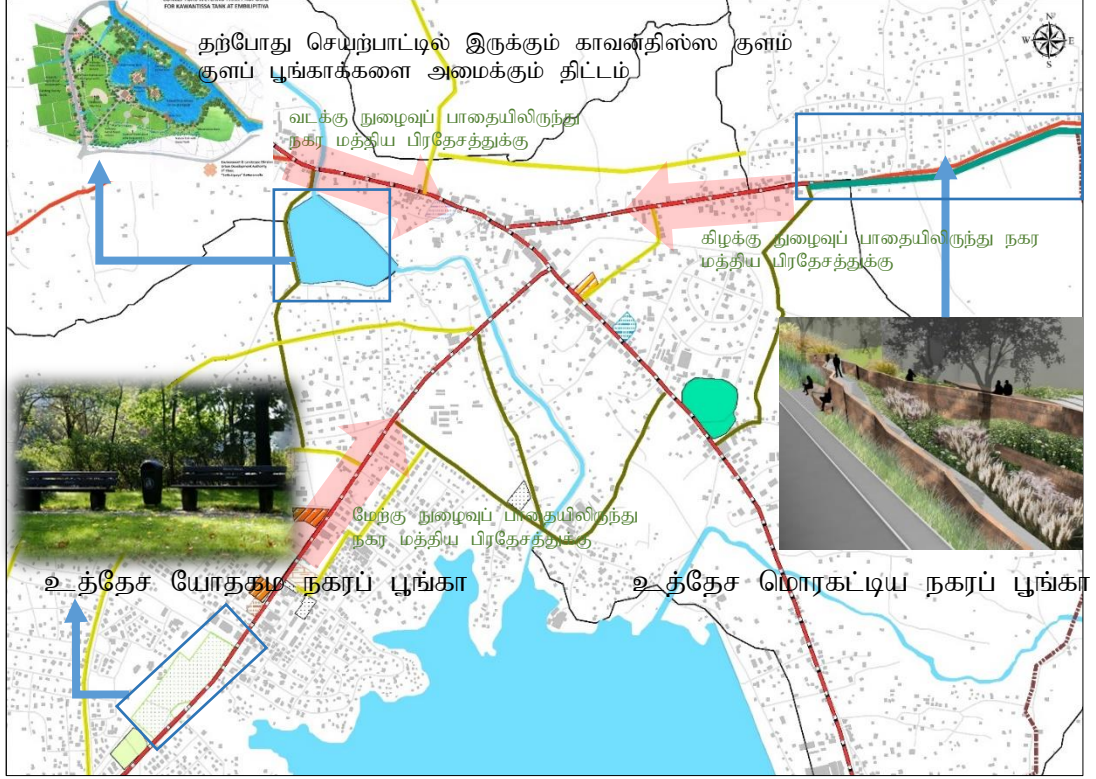 FOR KAWANTISSA TANK AT EMBILIPITIYA
தற்போது செயற்பாட்டில் இருக்கும் காவன்திஸ்ஸ குளம்
குளப் பூங்காக்களை அமைக்கும் திட்டம்
N
W E
S
வடக்கு நுழைவுப் பாதையிலிருந்து
நகர மத்திய பிரதேசத்துக்கு
கிழக்கு நுழைவுப் பாதையிலிருந்து நகர
மத்திய பிரதேசத்துக்கு
மேற்கு நுழைவுப் பாதையிலிருந்து
நகர மத்திய பிரதேசத்துக்கு
உத்தேச யோதகம நகரப் பூங்கா
உத்தேச மொரகட்டிய நகரப் பூங்கா